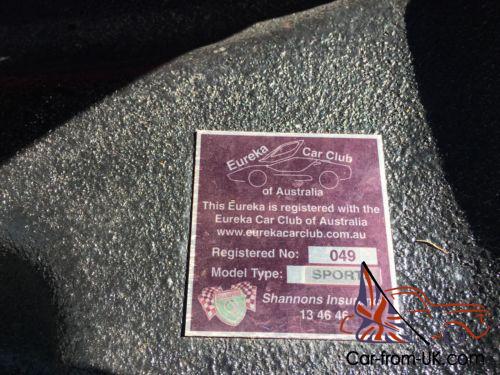 Eureka Car Club
of Australia
This Eureka is registered with the
Eureka Car Club of Australia
www.eurekacarclub.com.au
Registered No: 049
Model Type: SPORT
Shannons
13 46 46
Car-from-UK.com